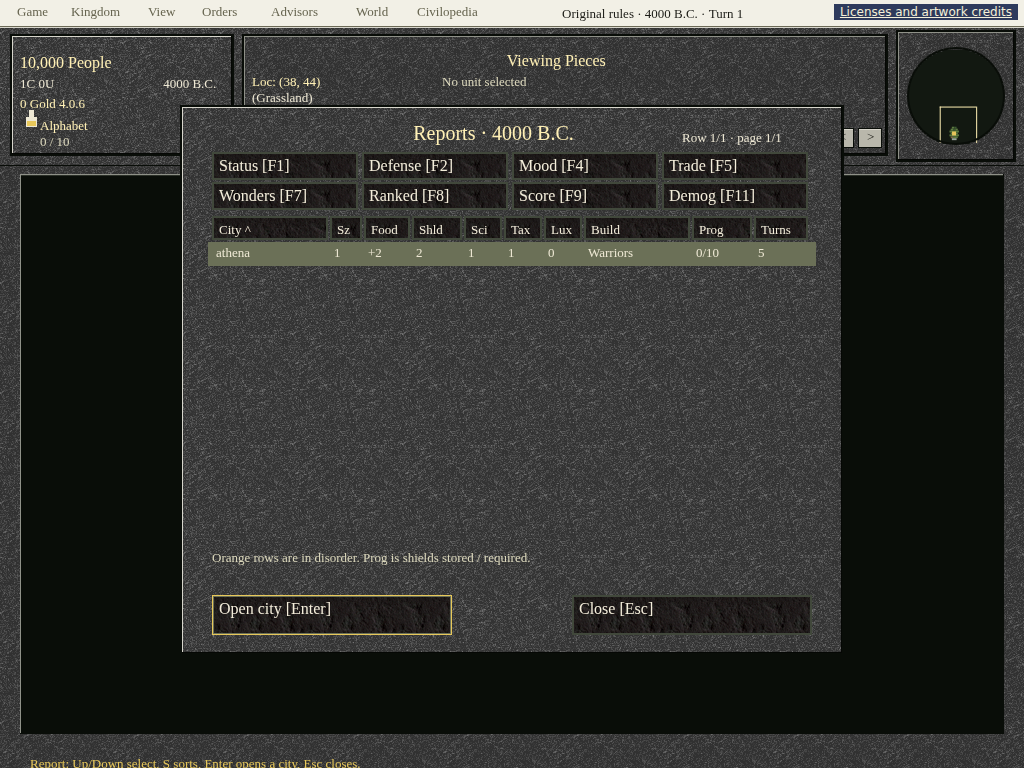 Game Kingdom View Orders Advisors World Civilopedia Original rules · 4000 B.C. · Turn 1 Licenses and artwork credits
10,000 People
1C 0U 4000 B.C.
0 Gold 4.0.6
Alphabet
0 / 10
Viewing Pieces
Loc: (38, 44) No unit selected
(Grassland)
>
Reports · 4000 B.C. Row 1/1 · page 1/1
Status [F1] Defense [F2] Mood [F4] Trade [F5]
Wonders [F7] Ranked [F8] Score [F9] Demog [F11]
City ^ Sz Food Shld Sci Tax Lux Build Prog Turns
athena 1 +2 2 1 1 0 Warriors 0/10 5
Orange rows are in disorder. Prog is shields stored / required.
Open city [Enter] Close [Esc]
Report: Up/Down select, S sorts, Enter opens a city, Esc closes.